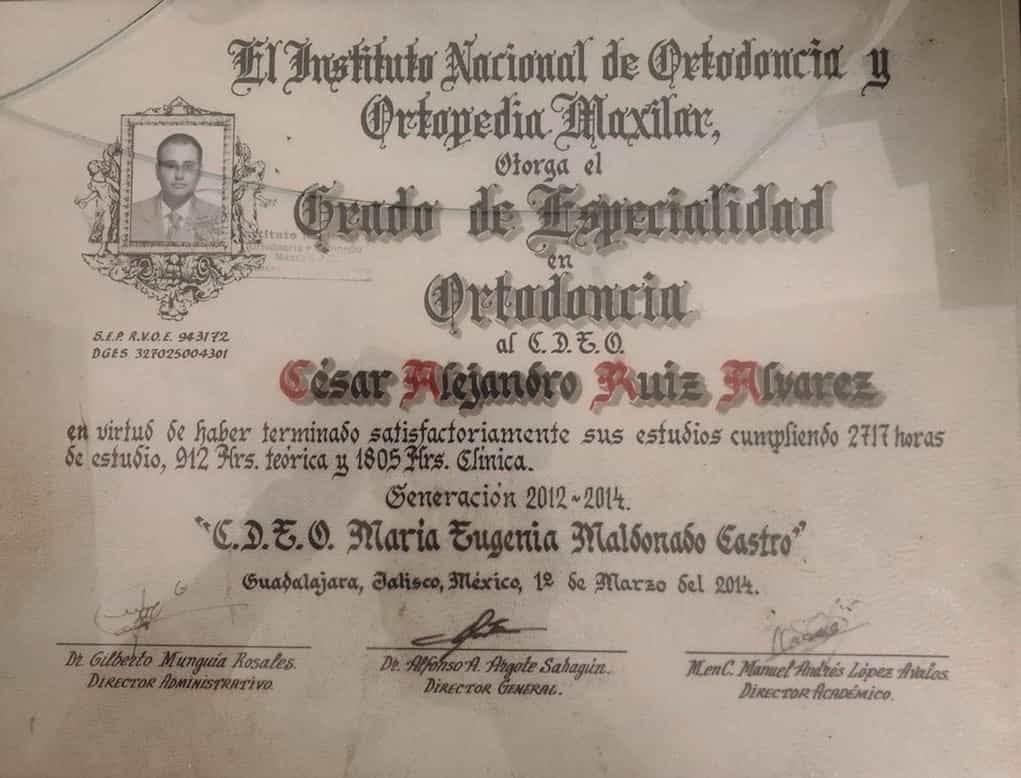 El Instituto Nacional de Ortodoncia y
Ortopedia Maxilar,
Otorga el
Grado de Especialidad
en
Ortodoncia
al C.D.E.O.
S.E.P. R.V.O.E. 943172
DGES 327025004301
César Alejandro Ruiz Alvarez
en virtud de haber terminado satisfactoriamente sus estudios cumpliendo 2717 horas
de estudio, 912 Hrs. teórica y 1805 Hrs. Clínica.
Generación 2012~2014.
"C.D.E.O. Maria Eugenia Maldonado Castro"
Guadalajara, Jalisco, México, 1º de Marzo del 2014.
Dr. Gilberto Munguía Rosales.
DIRECTOR ADMINISTRATIVO
Dr. Alfonso A. Argote Sahagún.
DIRECTOR GENERAL.
M.enC. Manuel Andrés López Avalos
DIRECTOR ACADÉMICO.